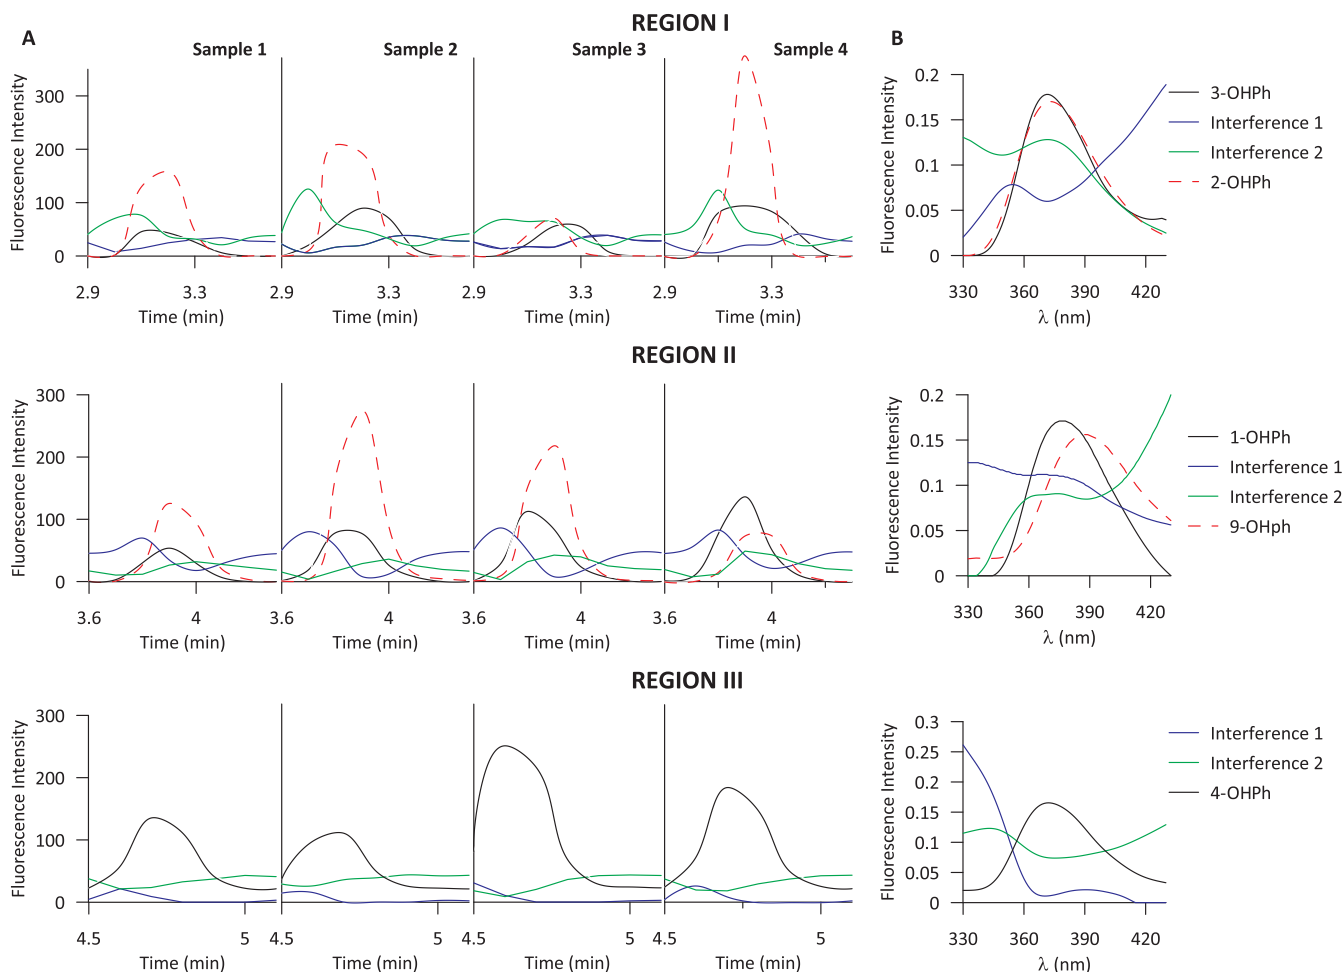 REGION I
A
B
Sample 1
Sample 2
Sample 3
Sample 4
Fluorescence Intensity
300
200
100
0
2.9
3.3
Time (min)
2.9
3.3
Time (min)
2.9
3.3
Time (min)
2.9
3.3
Time (min)
Fluorescence Intensity
0.2
0.15
0.1
0.05
0
330
360
390
420
λ (nm)
3-OHPh
Interference 1
Interference 2
2-OHPh
REGION II
Fluorescence Intensity
300
200
100
0
3.6
4
Time (min)
3.6
4
Time (min)
3.6
4
Time (min)
3.6
4
Time (min)
Fluorescence Intensity
0.2
0.15
0.1
0.05
0
330
360
390
420
λ (nm)
1-OHPh
Interference 1
Interference 2
9-OHph
REGION III
Fluorescence Intensity
300
200
100
0
4.5
5
Time (min)
4.5
5
Time (min)
4.5
5
Time (min)
4.5
5
Time (min)
Fluorescence Intensity
0.3
0.25
0.2
0.15
0.1
0.05
0
330
360
390
420
λ (nm)
Interference 1
Interference 2
4-OHPh